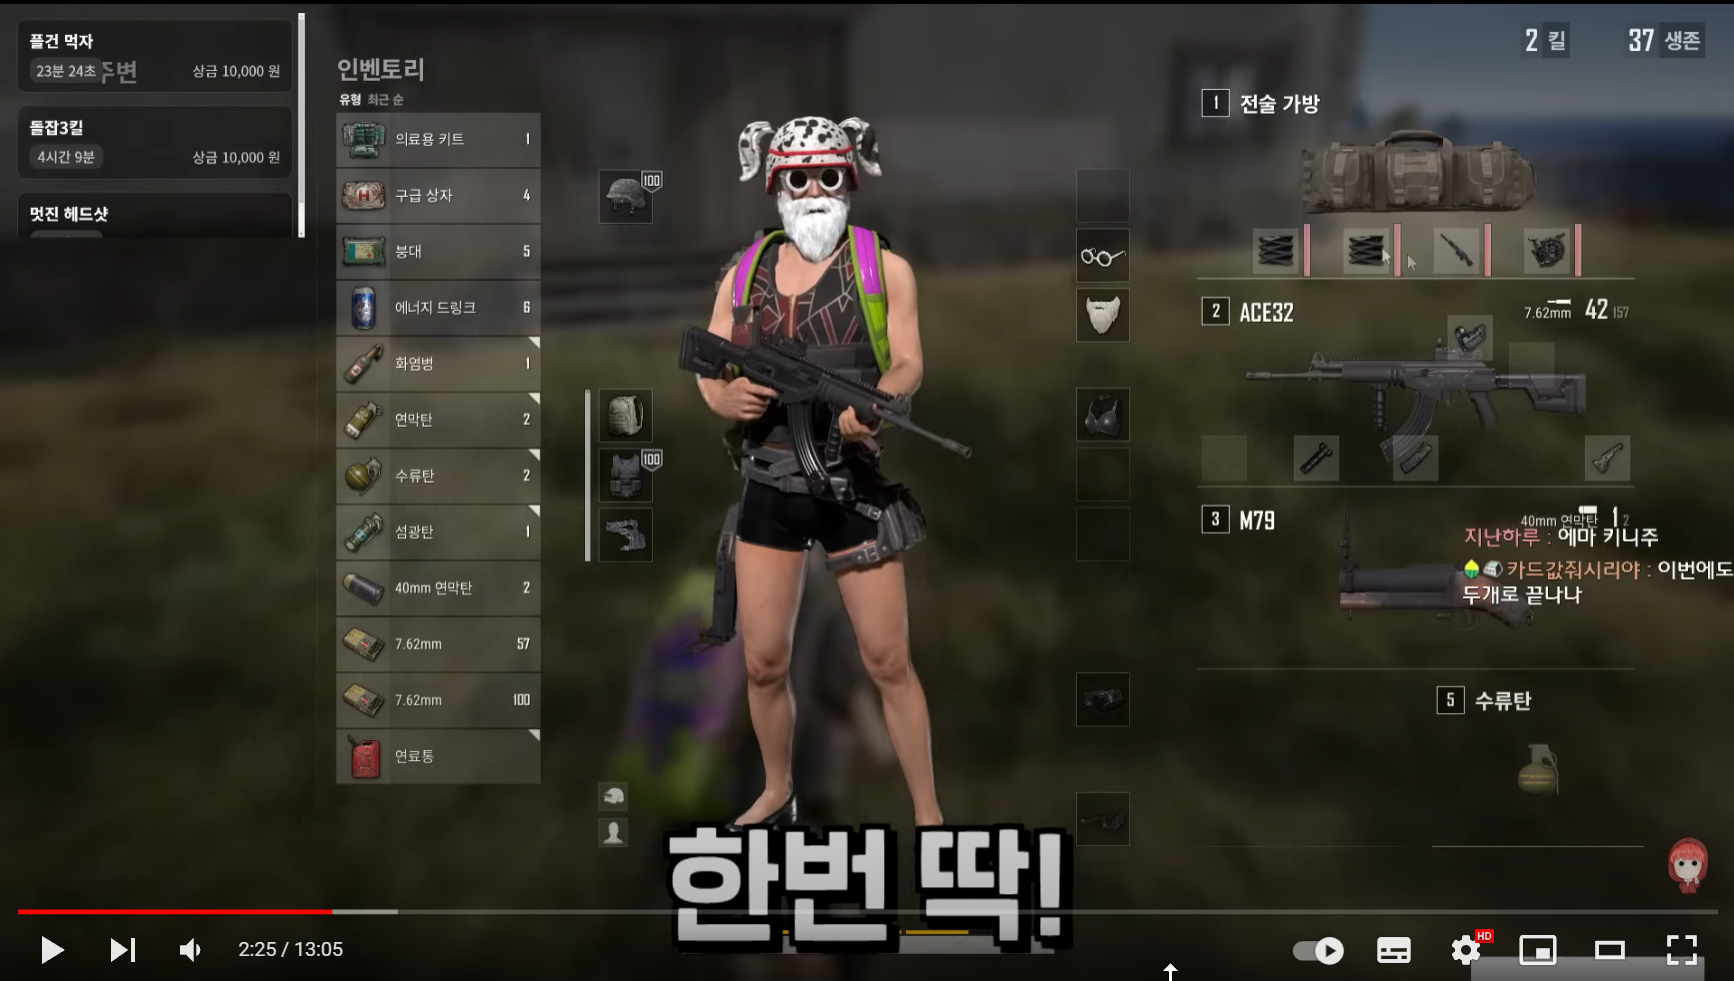 플건 먹자
23분 24초
주변
상금 10,000 원
돌잡3킬
4시간 9분
상금 10,000 원
멋진 헤드샷
인벤토리
유형 최근 순
의료용 키트 1
구급 상자 4
붕대 5
에너지 드링크 6
화염병 1
연막탄 2
수류탄 2
섬광탄 1
40mm 연막탄 2
7.62mm 57
7.62mm 100
연료통
100
100
2 킬
37 생존
1 전술 가방
2 ACE32
7.62mm 42 157
3 M79
40mm 연막탄 1 2
지난하루 : 에마 키니주
카드값줘시리야 : 이번에도
두개로 끝나나
5 수류탄
한번 딱!
2:25 / 13:05
HD